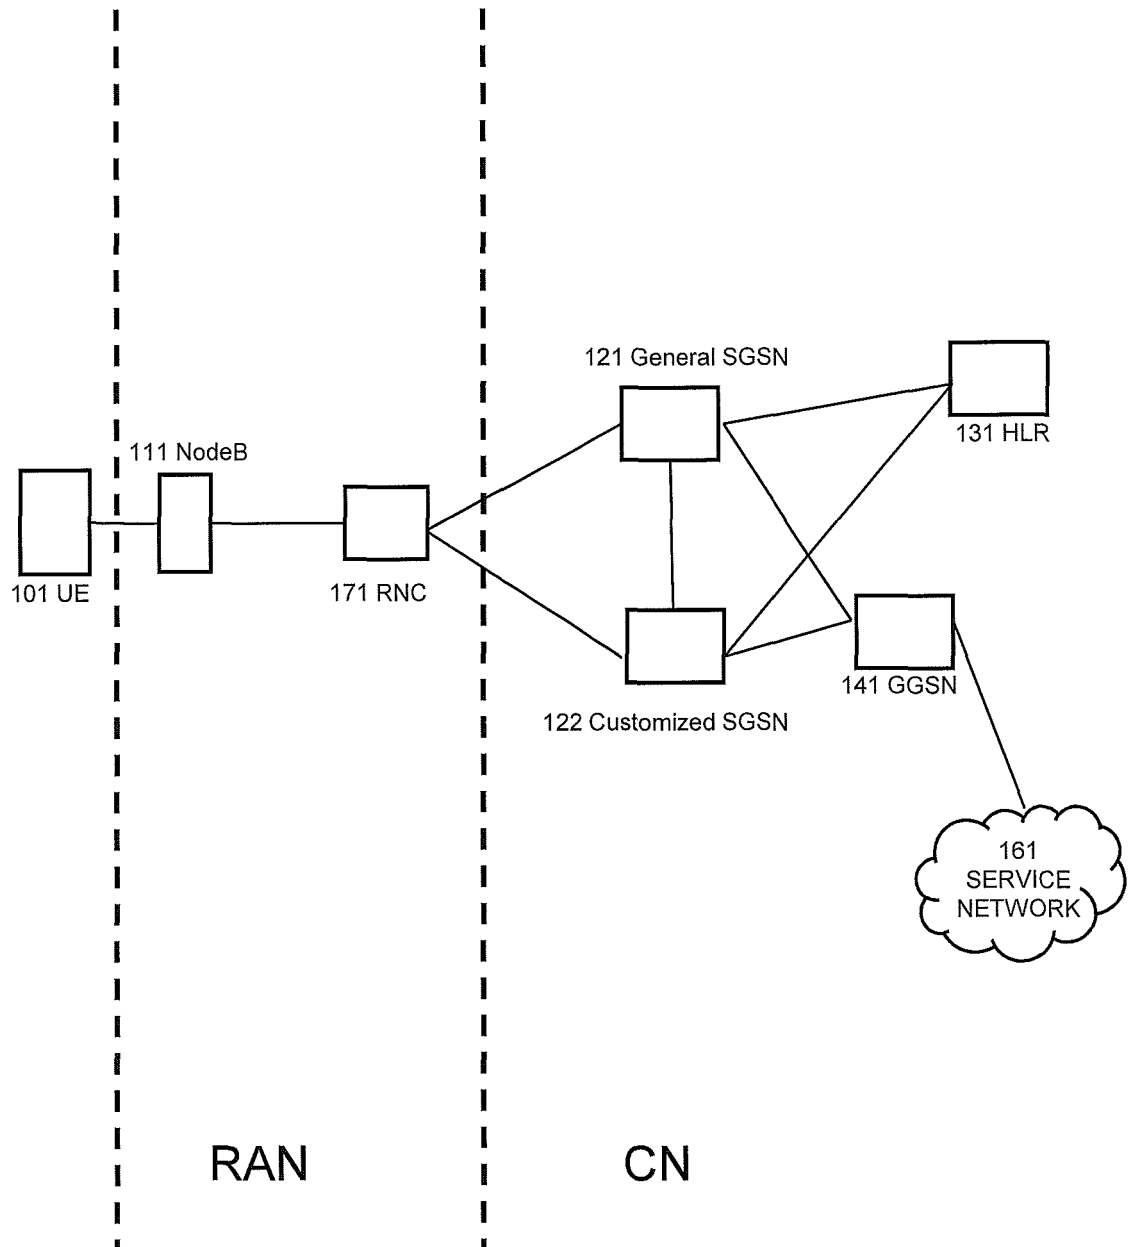 121 General SGSN
131 HLR
111 NodeB
101 UE
171 RNC
141 GGSN
122 Customized SGSN
161
SERVICE
NETWORK
RAN
CN